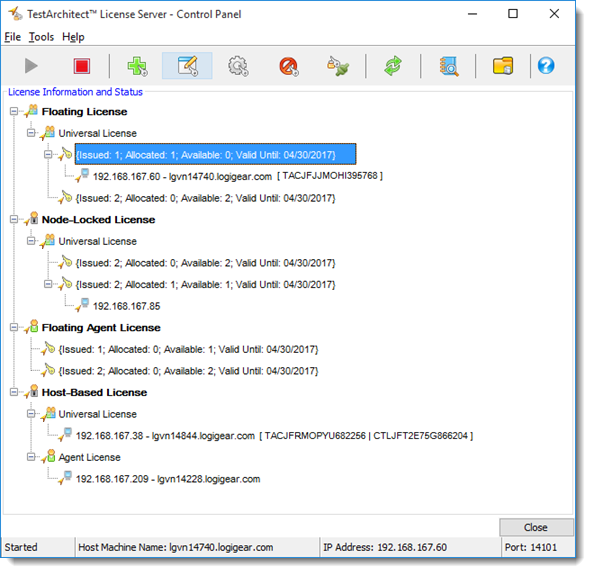 TestArchitect™ License Server - Control Panel
File Tools Help
License Information and Status
Floating License
Universal License
{Issued: 1; Allocated: 1; Available: 0; Valid Until: 04/30/2017}
192.168.167.60 - lgvn14740.logigear.com [ TACJFJJMOHI395768 ]
{Issued: 2; Allocated: 0; Available: 2; Valid Until: 04/30/2017}
Node-Locked License
Universal License
{Issued: 2; Allocated: 0; Available: 2; Valid Until: 04/30/2017}
{Issued: 2; Allocated: 1; Available: 1; Valid Until: 04/30/2017}
192.168.167.85
Floating Agent License
{Issued: 1; Allocated: 0; Available: 1; Valid Until: 04/30/2017}
{Issued: 2; Allocated: 0; Available: 2; Valid Until: 04/30/2017}
Host-Based License
Universal License
192.168.167.38 - lgvn14844.logigear.com [ TACJFRMOPYU682256 | CTLJFT2E75G866204 ]
Agent License
192.168.167.209 - lgvn14228.logigear.com
Close
Started Host Machine Name: lgvn14740.logigear.com IP Address: 192.168.167.60 Port: 14101